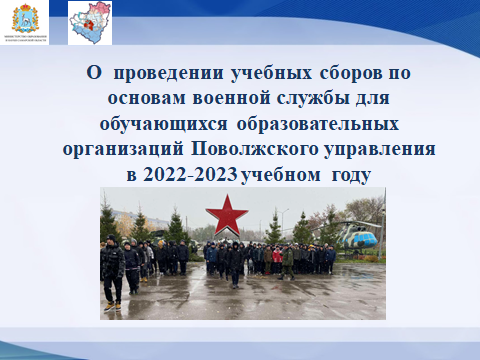 О проведении учебных сборов по
основам военной службы для
обучающихся образовательных
организаций Поволжского управления
в 2022-2023 учебном году